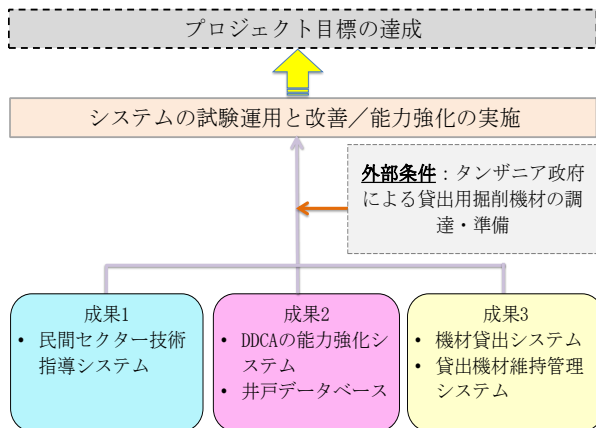 プロジェクト目標の達成
システムの試験運用と改善／能力強化の実施
外部条件：タンザニア政府
による貸出用掘削機材の調
達・準備
成果1
• 民間セクター技術
指導システム
成果2
• DDCAの能力強化シ
ステム
• 井戸データベース
成果3
• 機材貸出システム
• 貸出機材維持管理
システム